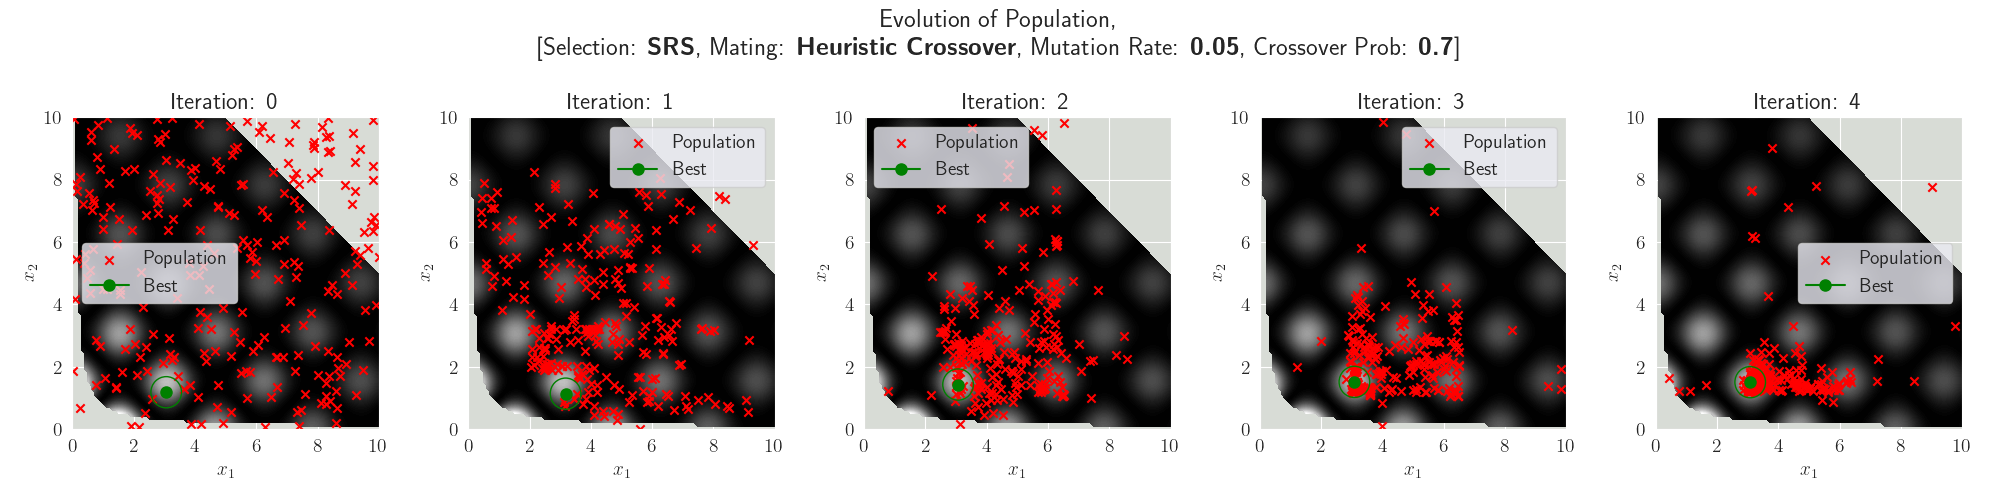 Evolution of Population,
[Selection: SRS, Mating: Heuristic Crossover, Mutation Rate: 0.05, Crossover Prob: 0.7]
Iteration: 0
10
8
6
4
2
0
x2
Population
Best
0 2 4 6 8 10
x1
Iteration: 1
10
8
6
4
2
0
x2
Population
Best
0 2 4 6 8 10
x1
Iteration: 2
10
8
6
4
2
0
x2
Population
Best
0 2 4 6 8 10
x1
Iteration: 3
10
8
6
4
2
0
x2
Population
Best
0 2 4 6 8 10
x1
Iteration: 4
10
8
6
4
2
0
x2
Population
Best
0 2 4 6 8 10
x1